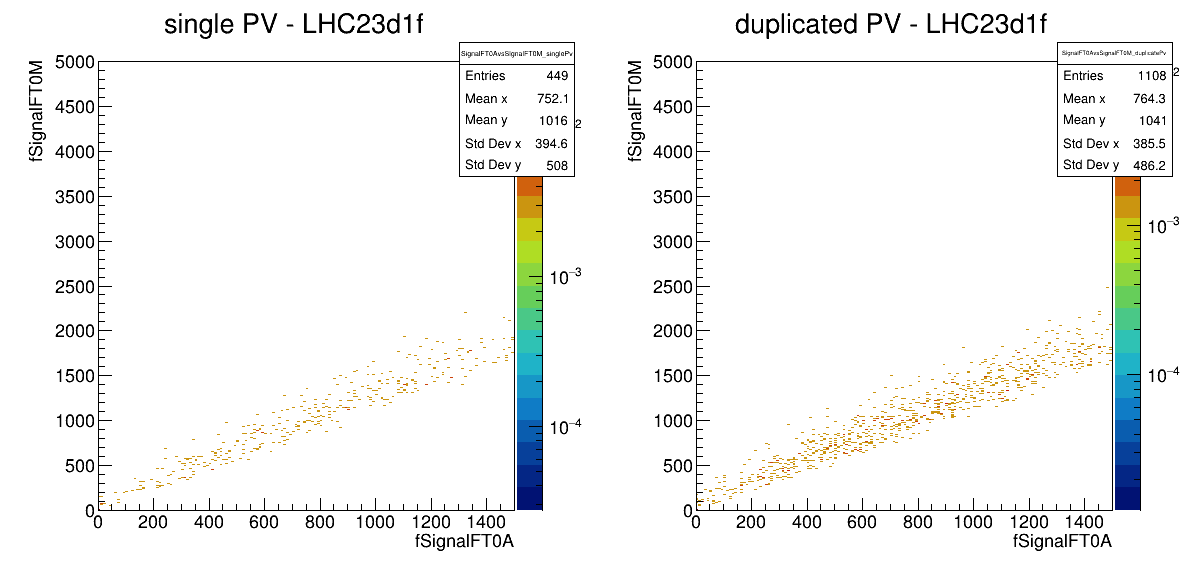 single PV - LHC23d1f
SignalFT0AvsSignalFT0M_singlePv
Entries 449
Mean x 752.1
Mean y 1016
Std Dev x 394.6
Std Dev y 508
fSignalFT0M
5000
4500
4000
3500
3000
2500
2000
1500
1000
500
0
0 200 400 600 800 1000 1200 1400
fSignalFT0A
2
10⁻³
10⁻⁴
duplicated PV - LHC23d1f
SignalFT0AvsSignalFT0M_duplicatePv
Entries 1108
Mean x 764.3
Mean y 1041
Std Dev x 385.5
Std Dev y 486.2
fSignalFT0M
5000
4500
4000
3500
3000
2500
2000
1500
1000
500
0
0 200 400 600 800 1000 1200 1400
fSignalFT0A
2
10⁻³
10⁻⁴